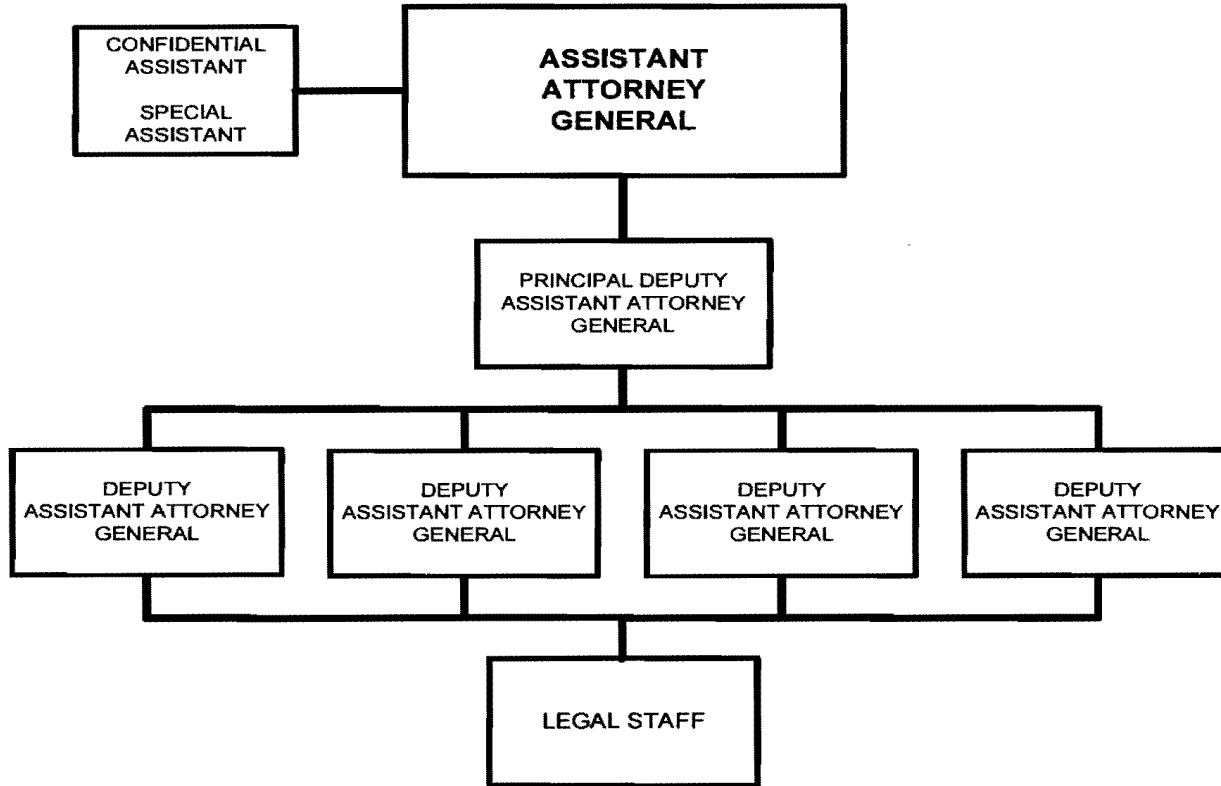 CONFIDENTIAL
ASSISTANT
SPECIAL
ASSISTANT
ASSISTANT
ATTORNEY
GENERAL
PRINCIPAL DEPUTY
ASSISTANT ATTORNEY
GENERAL
DEPUTY
ASSISTANT ATTORNEY
GENERAL
DEPUTY
ASSISTANT ATTORNEY
GENERAL
DEPUTY
ASSISTANT ATTORNEY
GENERAL
DEPUTY
ASSISTANT ATTORNEY
GENERAL
LEGAL STAFF